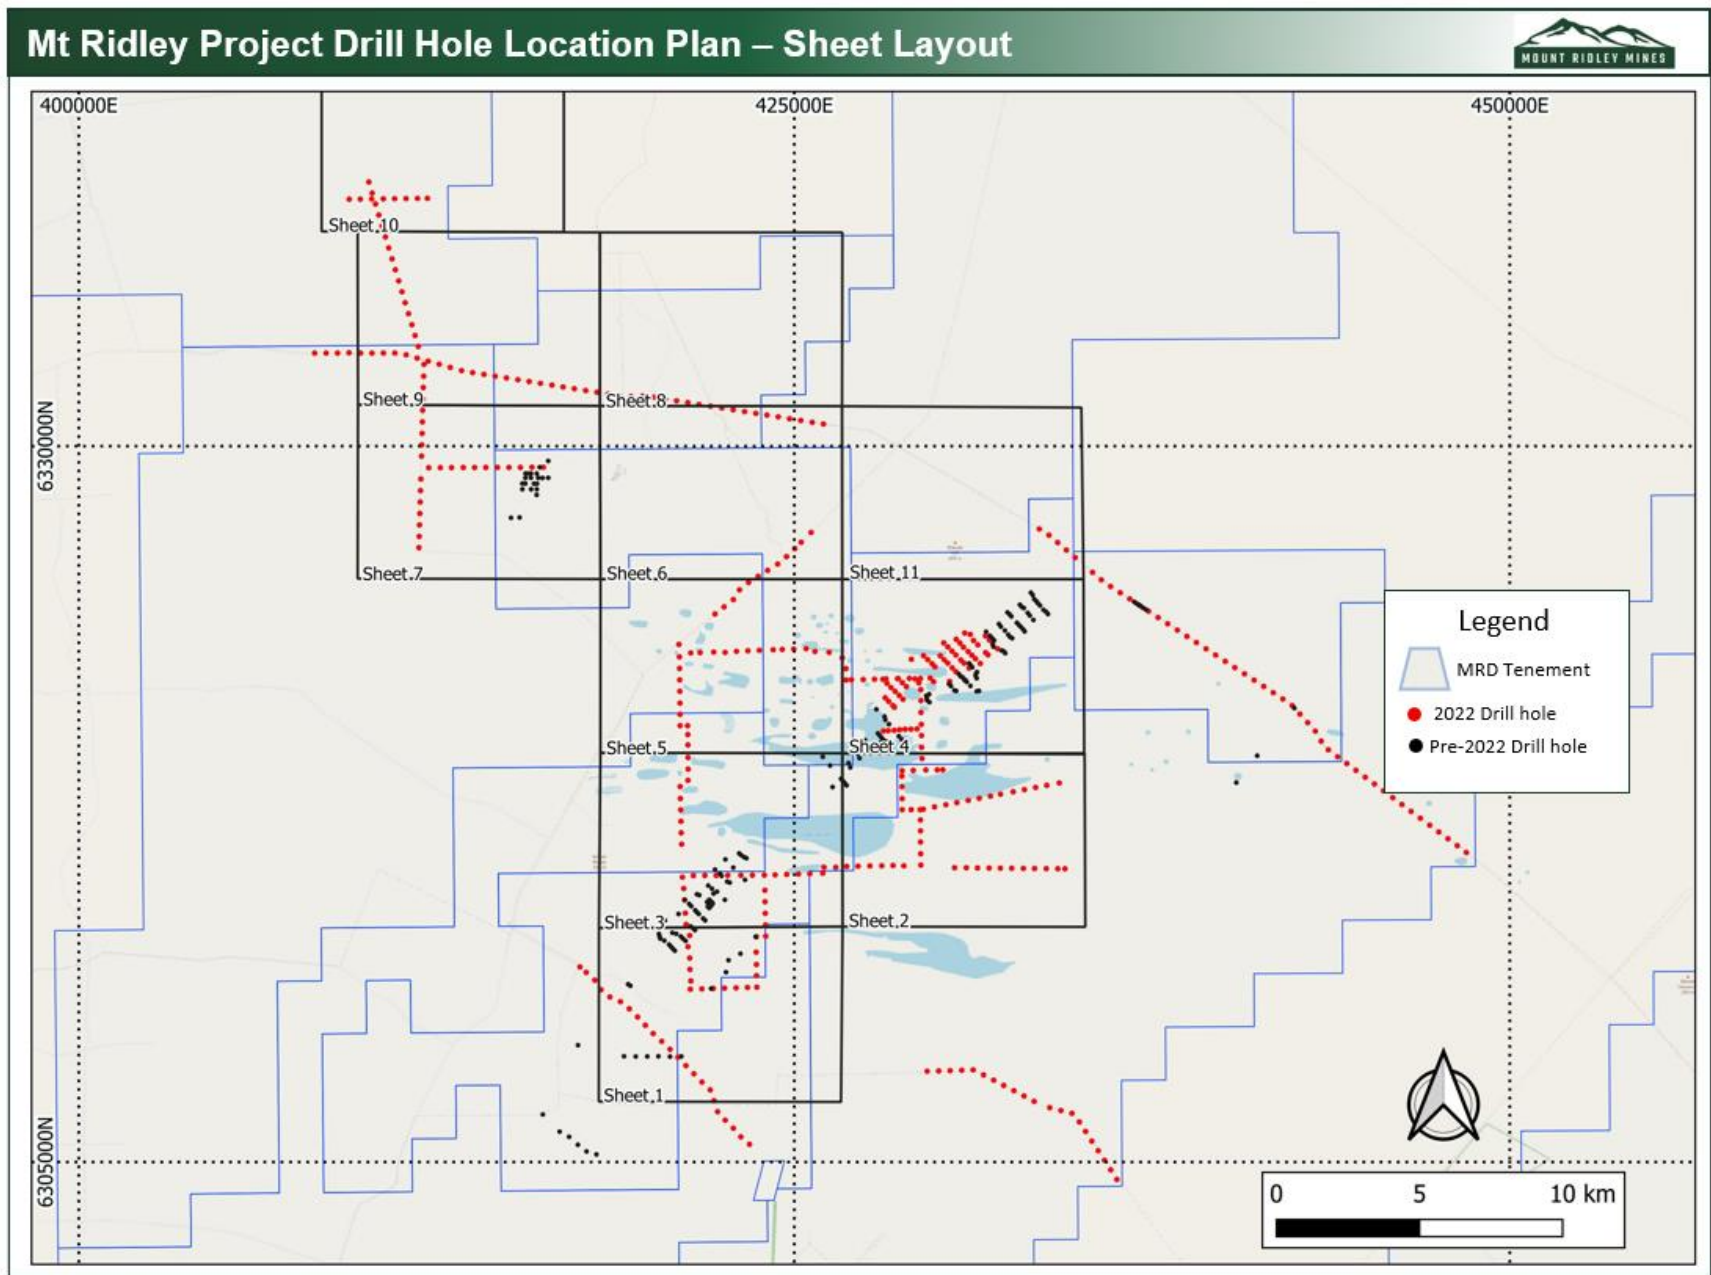 Mt Ridley Project Drill Hole Location Plan – Sheet Layout
MOUNT RIDLEY MINES
400000E
425000E
450000E
Sheet 10
Sheet 9
Sheet 8
6330000N
Sheet 7
Sheet 6
Sheet 11
Legend
MRD Tenement
2022 Drill hole
Pre-2022 Drill hole
Sheet 5
Sheet 4
Sheet 3
Sheet 2
Sheet 1
6305000N
0 5 10 km